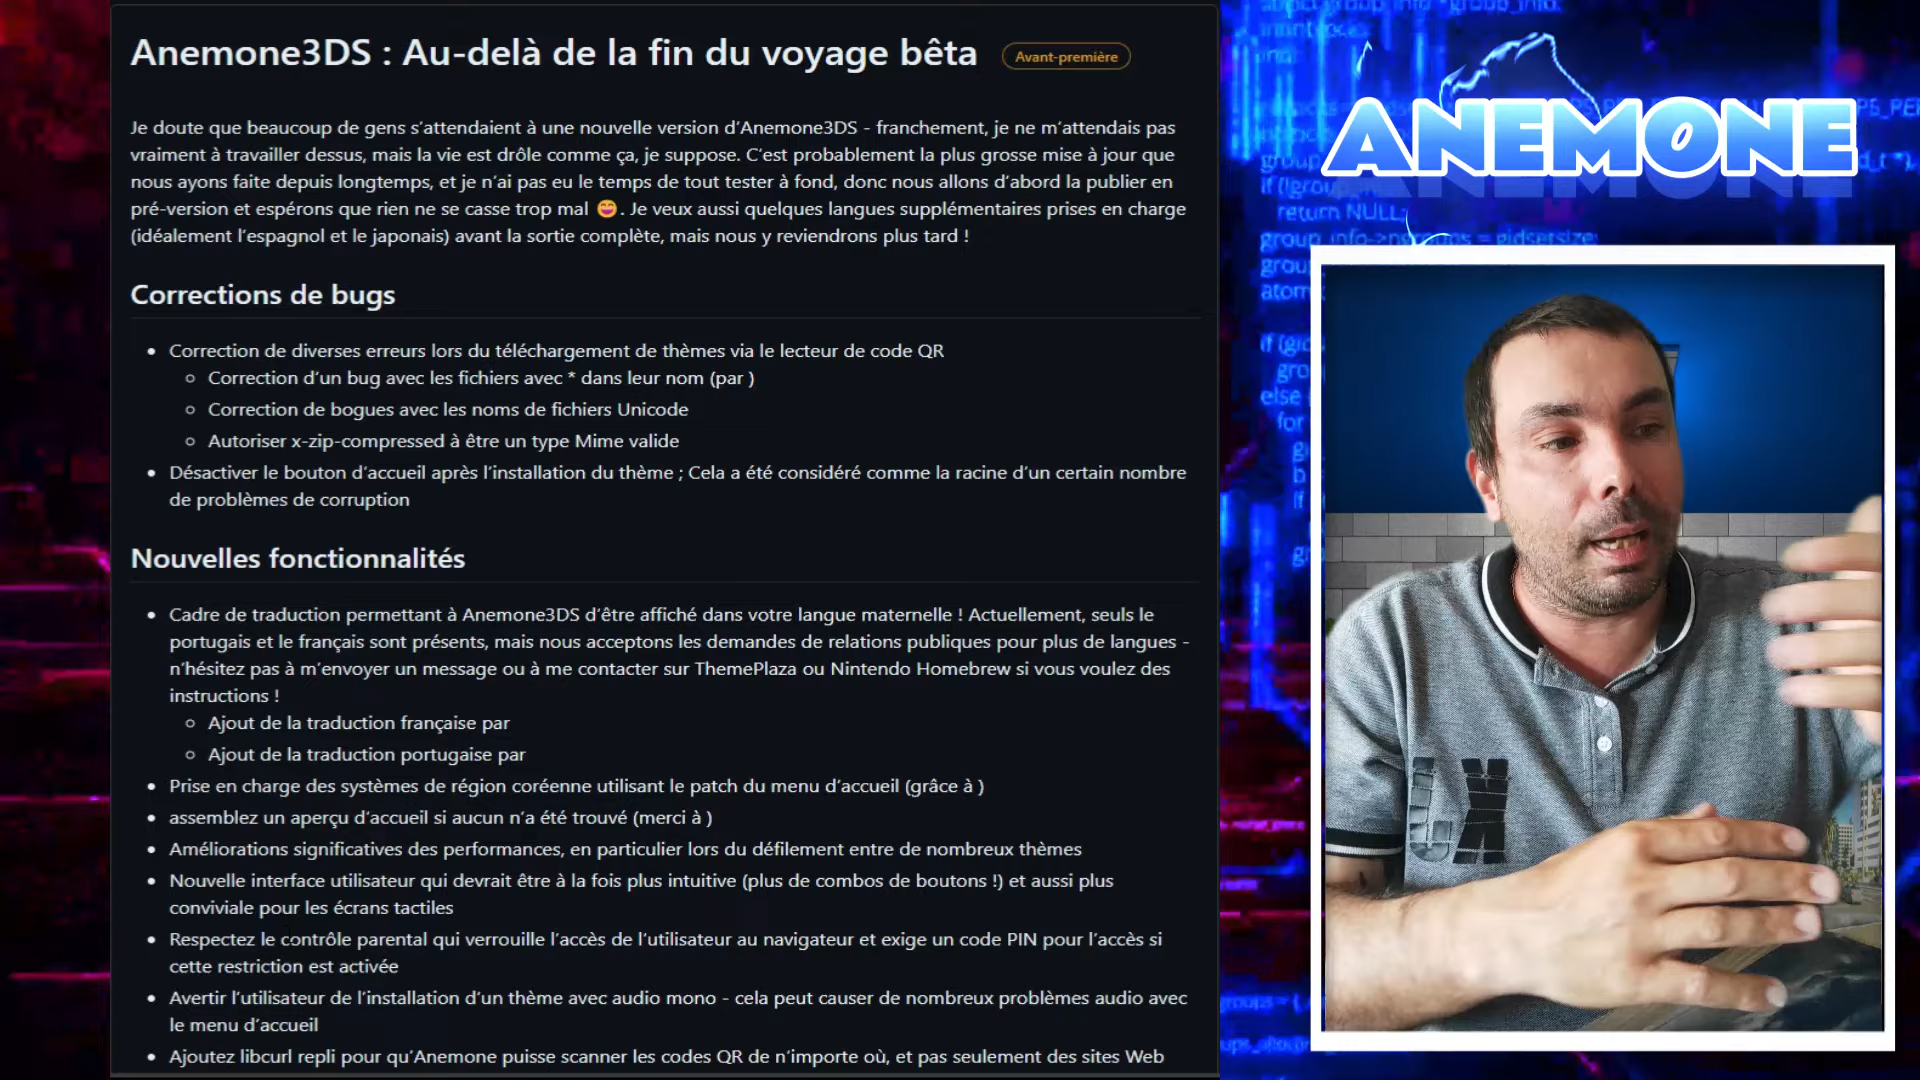 Anemone3DS : Au-delà de la fin du voyage bêta
Avant-première
Je doute que beaucoup de gens s'attendaient à une nouvelle version d'Anemone3DS - franchement, je ne m'attendais pas
vraiment à travailler dessus, mais la vie est drôle comme ça, je suppose. C'est probablement la plus grosse mise à jour que
nous ayons faite depuis longtemps, et je n'ai pas eu le temps de tout tester à fond, donc nous allons d'abord la publier en
pré-version et espérons que rien ne se casse trop mal 😄. Je veux aussi quelques langues supplémentaires prises en charge
(idéalement l'espagnol et le japonais) avant la sortie complète, mais nous y reviendrons plus tard !
Corrections de bugs
• Correction de diverses erreurs lors du téléchargement de thèmes via le lecteur de code QR
○ Correction d'un bug avec les fichiers avec * dans leur nom (par )
○ Correction de bogues avec les noms de fichiers Unicode
○ Autoriser x-zip-compressed à être un type Mime valide
• Désactiver le bouton d'accueil après l'installation du thème ; Cela a été considéré comme la racine d'un certain nombre
de problèmes de corruption
Nouvelles fonctionnalités
• Cadre de traduction permettant à Anemone3DS d'être affiché dans votre langue maternelle ! Actuellement, seuls le
portugais et le français sont présents, mais nous acceptons les demandes de relations publiques pour plus de langues -
n'hésitez pas à m'envoyer un message ou à me contacter sur ThemePlaza ou Nintendo Homebrew si vous voulez des
instructions !
○ Ajout de la traduction française par
○ Ajout de la traduction portugaise par
• Prise en charge des systèmes de région coréenne utilisant le patch du menu d'accueil (grâce à )
• assemblez un aperçu d'accueil si aucun n'a été trouvé (merci à )
• Améliorations significatives des performances, en particulier lors du défilement entre de nombreux thèmes
• Nouvelle interface utilisateur qui devrait être à la fois plus intuitive (plus de combos de boutons !) et aussi plus
conviviale pour les écrans tactiles
• Respectez le contrôle parental qui verrouille l'accès de l'utilisateur au navigateur et exige un code PIN pour l'accès si
cette restriction est activée
• Avertir l'utilisateur de l'installation d'un thème avec audio mono - cela peut causer de nombreux problèmes audio avec
le menu d'accueil
• Ajoutez libcurl repli pour qu'Anemone puisse scanner les codes QR de n'importe où, et pas seulement des sites Web
ANEMONE
return NULL;
group_info->ngroups = gidsetsize;